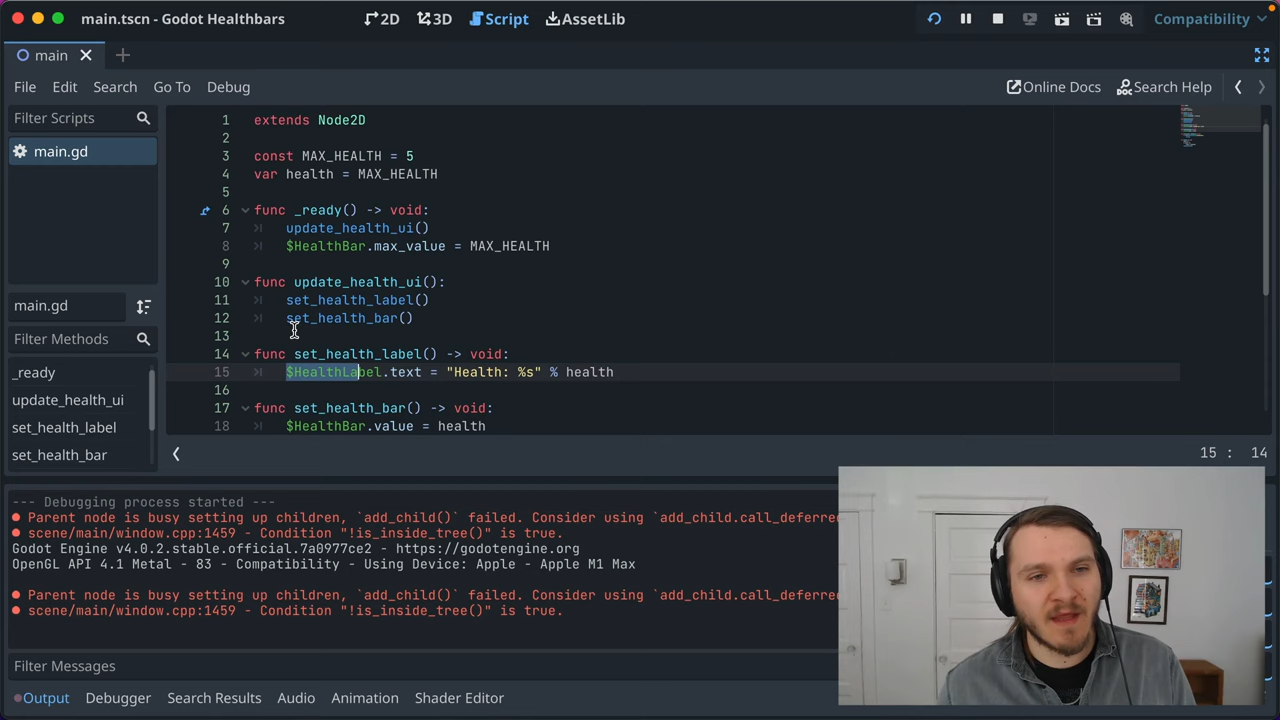 main.tscn - Godot Healthbars
2D 3D Script AssetLib
Compatibility
main
File Edit Search Go To Debug
Online Docs Search Help
Filter Scripts
main.gd
main.gd
Filter Methods
_ready
update_health_ui
set_health_label
set_health_bar
1 extends Node2D
2
3 const MAX_HEALTH = 5
4 var health = MAX_HEALTH
5
6 func _ready() -> void:
7 update_health_ui()
8 $HealthBar.max_value = MAX_HEALTH
9
10 func update_health_ui():
11 set_health_label()
12 set_health_bar()
13
14 func set_health_label() -> void:
15 $HealthLabel.text = "Health: %s" % health
16
17 func set_health_bar() -> void:
18 $HealthBar.value = health
15 : 14
--- Debugging process started ---
Parent node is busy setting up children, `add_child()` failed. Consider using `add_child.call_deferre
scene/main/window.cpp:1459 - Condition "!is_inside_tree()" is true.
Godot Engine v4.0.2.stable.official.7a0977ce2 - https://godotengine.org
OpenGL API 4.1 Metal - 83 - Compatibility - Using Device: Apple - Apple M1 Max
Parent node is busy setting up children, `add_child()` failed. Consider using `add_child.call_deferre
scene/main/window.cpp:1459 - Condition "!is_inside_tree()" is true.
Filter Messages
Output Debugger Search Results Audio Animation Shader Editor